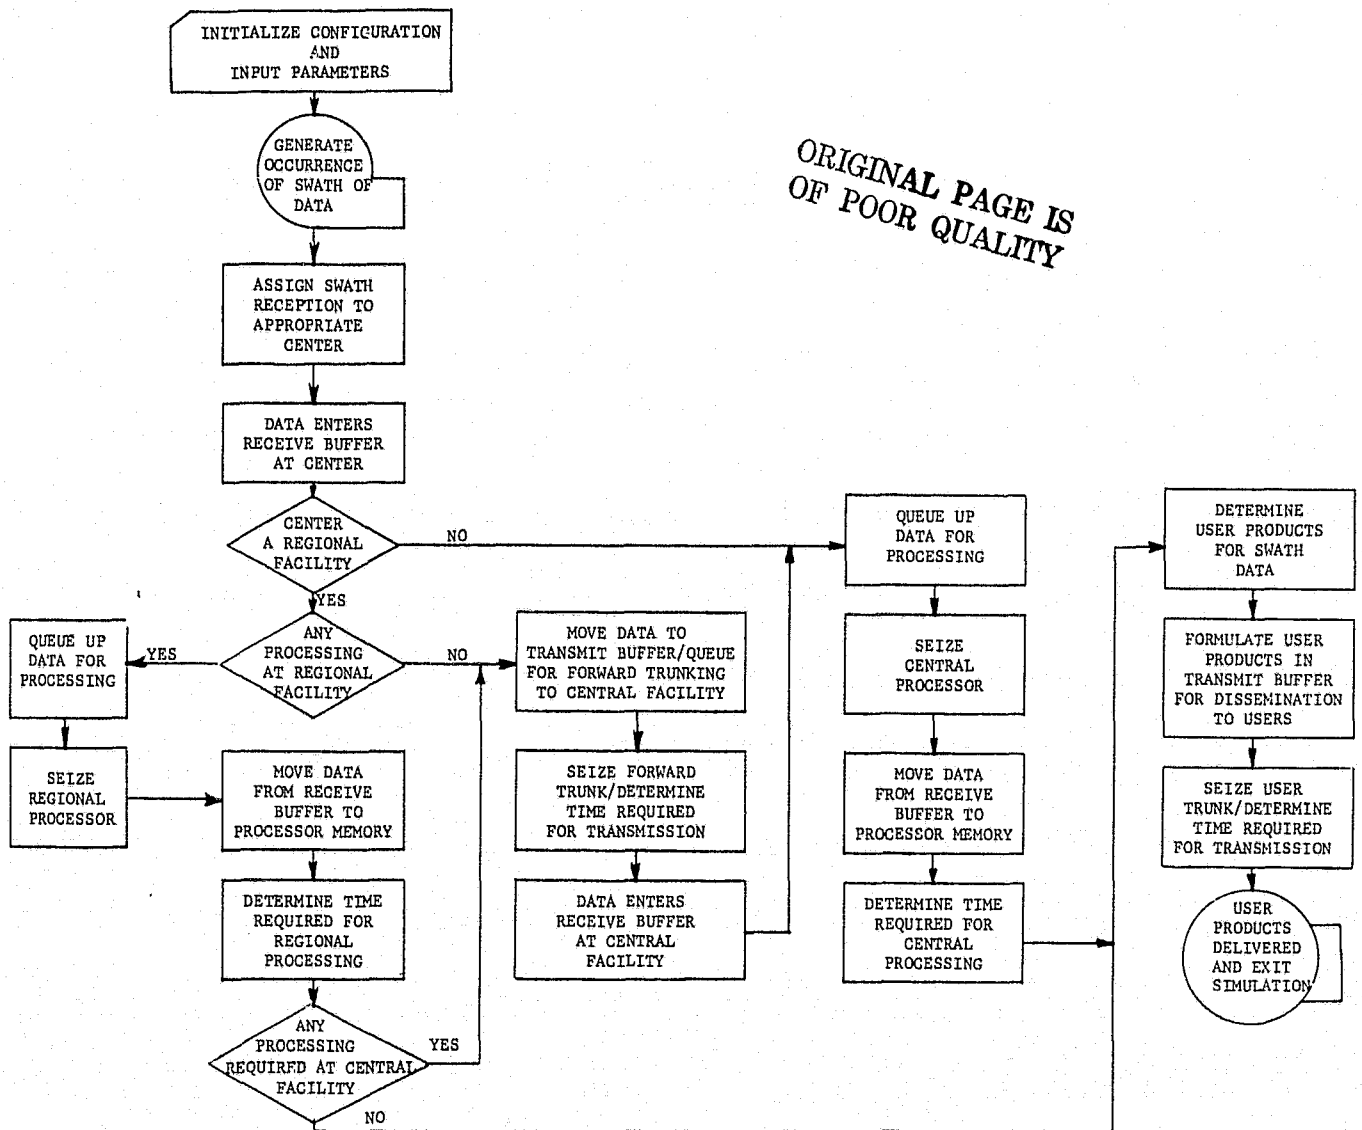 INITIALIZE CONFIGURATION
AND
INPUT PARAMETERS
GENERATE
OCCURRENCE
OF SWATH OF
DATA
ORIGINAL PAGE IS
OF POOR QUALITY
ASSIGN SWATH
RECEPTION TO
APPROPRIATE
CENTER
DATA ENTERS
RECEIVE BUFFER
AT CENTER
CENTER
A REGIONAL
FACILITY
NO
YES
ANY
PROCESSING
AT REGIONAL
FACILITY
YES
NO
QUEUE UP
DATA FOR
PROCESSING
SEIZE
REGIONAL
PROCESSOR
MOVE DATA
FROM RECEIVE
BUFFER TO
PROCESSOR MEMORY
DETERMINE TIME
REQUIRED FOR
REGIONAL
PROCESSING
ANY
PROCESSING
REQUIRED AT CENTRAL
FACILITY
YES
NO
MOVE DATA TO
TRANSMIT BUFFER/QUEUE
FOR FORWARD TRUNKING
TO CENTRAL FACILITY
SEIZE FORWARD
TRUNK/DETERMINE
TIME REQUIRED
FOR TRANSMISSION
DATA ENTERS
RECEIVE BUFFER
AT CENTRAL
FACILITY
QUEUE UP
DATA FOR
PROCESSING
SEIZE
CENTRAL
PROCESSOR
MOVE DATA
FROM RECEIVE
BUFFER TO
PROCESSOR MEMORY
DETERMINE TIME
REQUIRED FOR
CENTRAL
PROCESSING
DETERMINE
USER PRODUCTS
FOR SWATH
DATA
FORMULATE USER
PRODUCTS IN
TRANSMIT BUFFER
FOR DISSEMINATION
TO USERS
SEIZE USER
TRUNK/DETERMINE
TIME REQUIRED
FOR TRANSMISSION
USER
PRODUCTS
DELIVERED
AND EXIT
SIMULATION